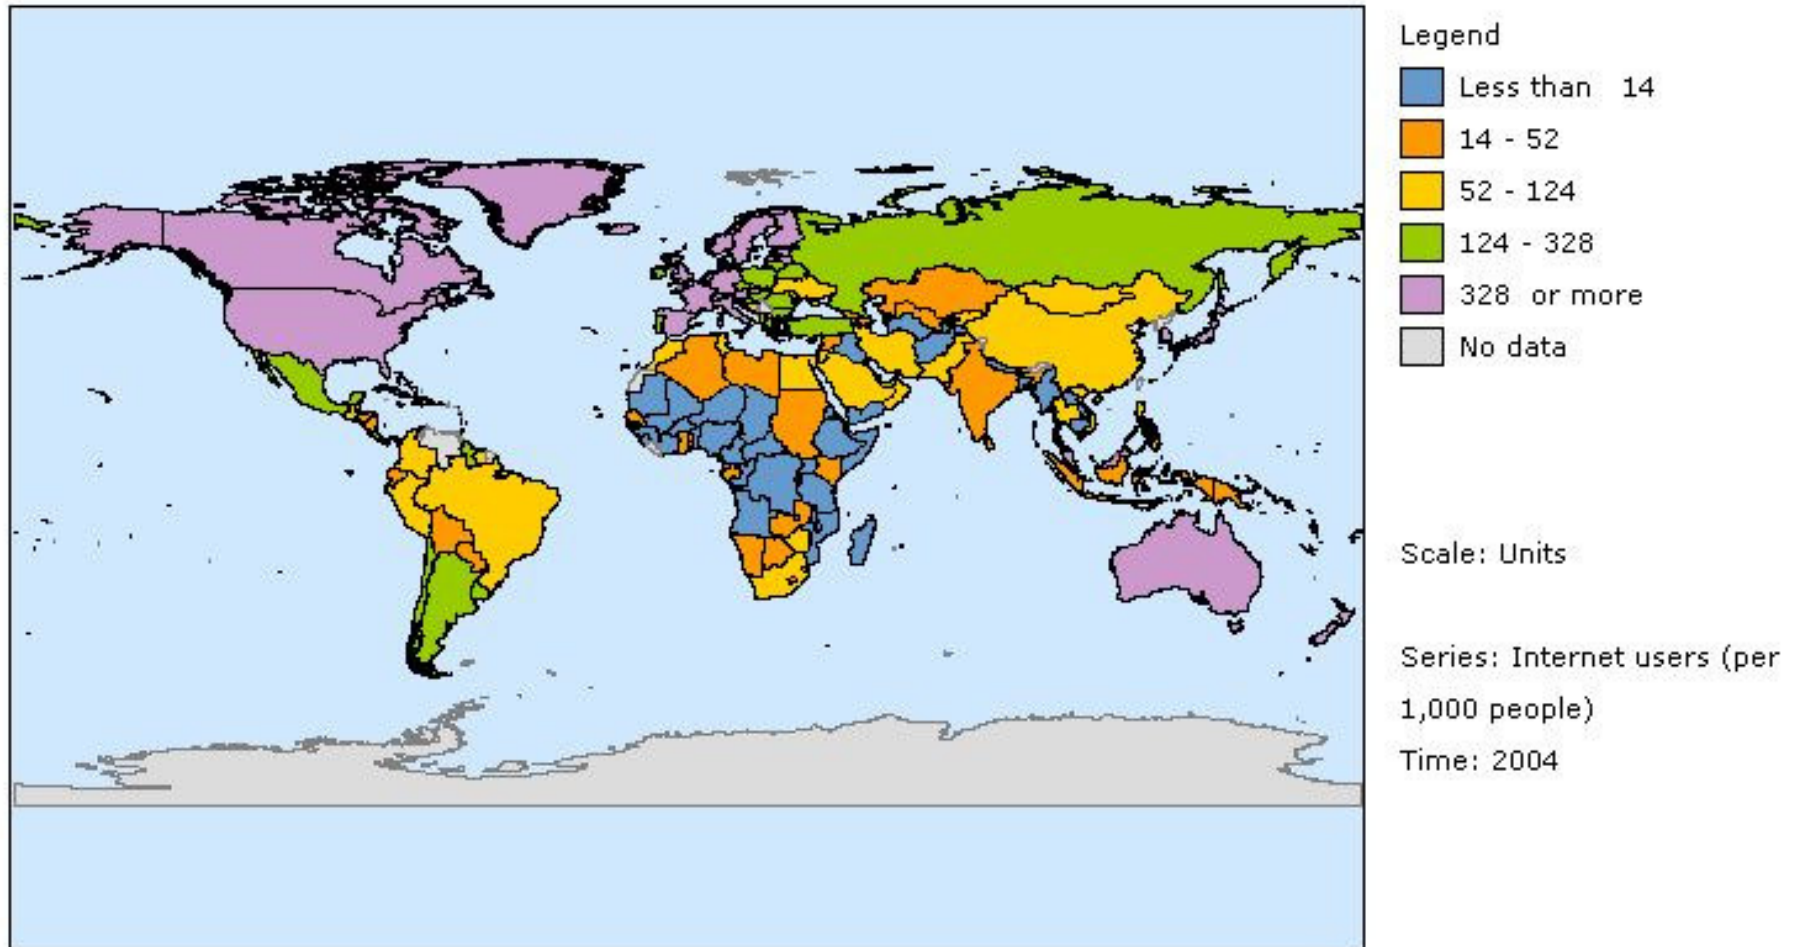 Legend
Less than 14
14 - 52
52 - 124
124 - 328
328 or more
No data
Scale: Units
Series: Internet users (per
1,000 people)
Time: 2004